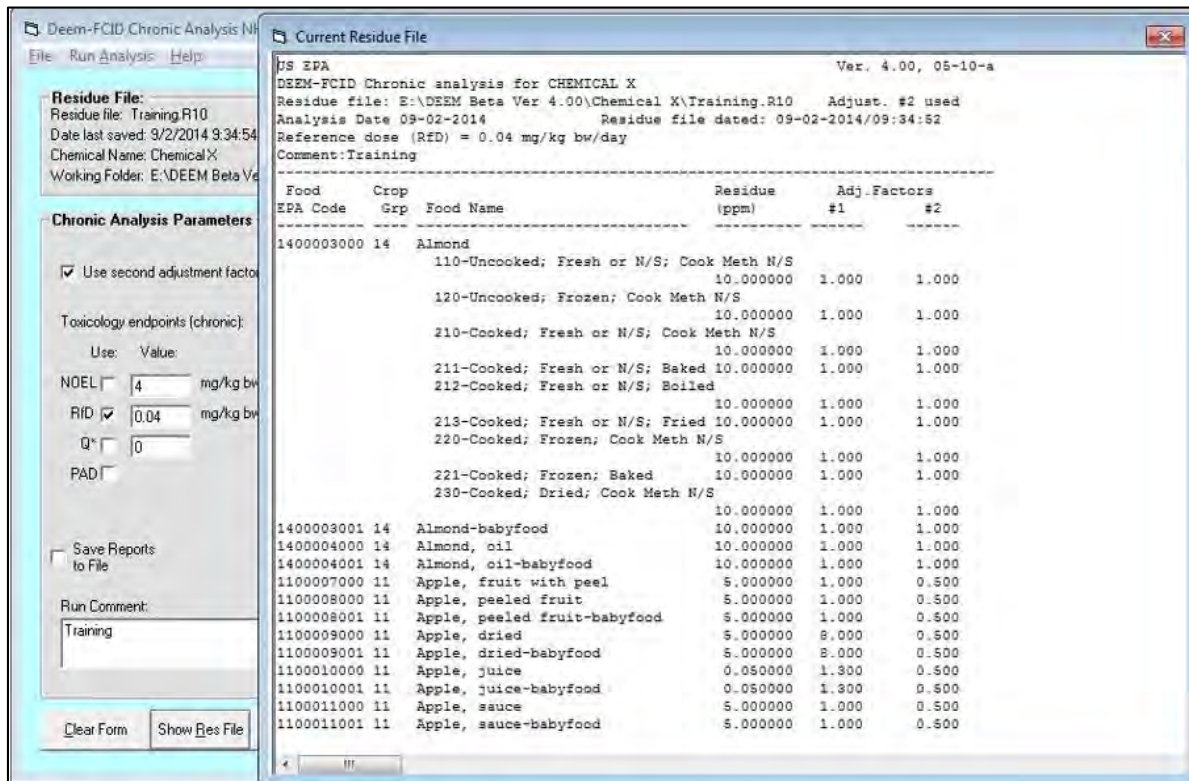 Deem-FCID Chronic Analysis NH
File Run Analysis Help
Residue File:
Residue file: Training.R10
Date last saved: 9/2/2014 9:34:54
Chemical Name: Chemical X
Working Folder: E:\DEEM Beta Ve
Chronic Analysis Parameters
Use second adjustment factor
Toxicology endpoints (chronic):
Use: Value:
NOEL 4 mg/kg bw
RfD 0.04 mg/kg bw
Q* 0
PAD
Save Reports
to File
Run Comment:
Training
Clear Form Show Res File
Current Residue File
US EPA Ver. 4.00, 05-10-a
DEEM-FCID Chronic analysis for CHEMICAL X
Residue file: E:\DEEM Beta Ver 4.00\Chemical X\Training.R10 Adjust. #2 used
Analysis Date 09-02-2014 Residue file dated: 09-02-2014/09:34:52
Reference dose (RfD) = 0.04 mg/kg bw/day
Comment:Training
Food Crop Residue Adj.Factors
EPA Code Grp Food Name (ppm) #1 #2
1400003000 14 Almond
110-Uncooked; Fresh or N/S; Cook Meth N/S
10.000000 1.000 1.000
120-Uncooked; Frozen; Cook Meth N/S
10.000000 1.000 1.000
210-Cooked; Fresh or N/S; Cook Meth N/S
10.000000 1.000 1.000
211-Cooked; Fresh or N/S; Baked 10.000000 1.000 1.000
212-Cooked; Fresh or N/S; Boiled
10.000000 1.000 1.000
213-Cooked; Fresh or N/S; Fried 10.000000 1.000 1.000
220-Cooked; Frozen; Cook Meth N/S
10.000000 1.000 1.000
221-Cooked; Frozen; Baked 10.000000 1.000 1.000
230-Cooked; Dried; Cook Meth N/S
10.000000 1.000 1.000
1400003001 14 Almond-babyfood 10.000000 1.000 1.000
1400004000 14 Almond, oil 10.000000 1.000 1.000
1400004001 14 Almond, oil-babyfood 10.000000 1.000 1.000
1100007000 11 Apple, fruit with peel 5.000000 1.000 0.500
1100008000 11 Apple, peeled fruit 5.000000 1.000 0.500
1100008001 11 Apple, peeled fruit-babyfood 5.000000 1.000 0.500
1100009000 11 Apple, dried 5.000000 8.000 0.500
1100009001 11 Apple, dried-babyfood 5.000000 8.000 0.500
1100010000 11 Apple, juice 0.050000 1.300 0.500
1100010001 11 Apple, juice-babyfood 0.050000 1.300 0.500
1100011000 11 Apple, sauce 5.000000 1.000 0.500
1100011001 11 Apple, sauce-babyfood 5.000000 1.000 0.500